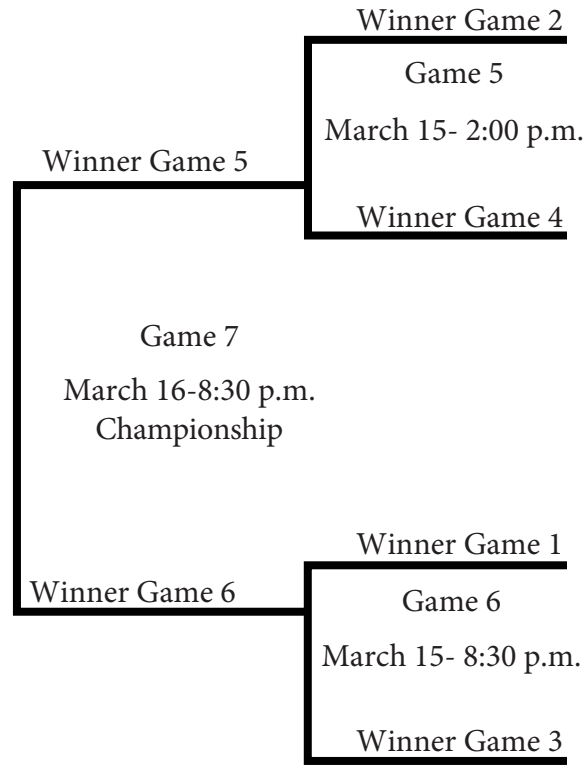 Winner Game 2
Game 5
March 15- 2:00 p.m.
Winner Game 5
Winner Game 4
Game 7
March 16-8:30 p.m.
Championship
Winner Game 1
Winner Game 6
Game 6
March 15- 8:30 p.m.
Winner Game 3